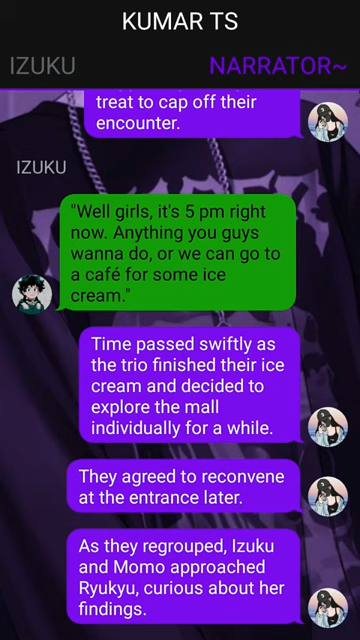 KUMAR TS
IZUKU
NARRATOR~
treat to cap off their
encounter.
IZUKU
"Well girls, it's 5 pm right
now. Anything you guys
wanna do, or we can go to
a café for some ice
cream."
Time passed swiftly as
the trio finished their ice
cream and decided to
explore the mall
individually for a while.
They agreed to reconvene
at the entrance later.
As they regrouped, Izuku
and Momo approached
Ryukyu, curious about her
findings.